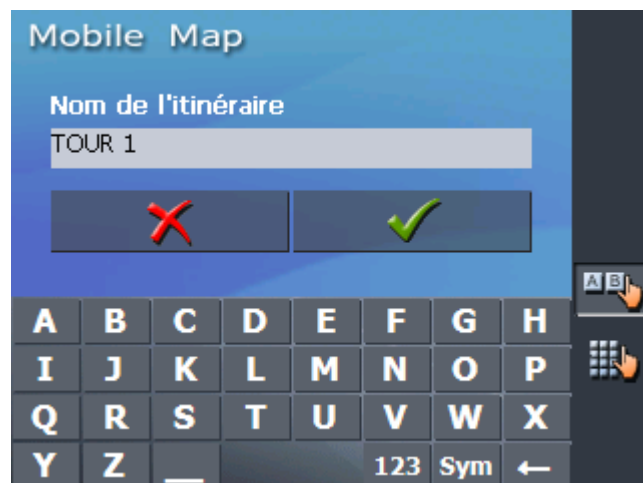 Mobile Map
Nom de l'itinéraire
TOUR 1
A B
A B C D E F G H
I J K L M N O P
Q R S T U V W X
Y Z _ 123 Sym ←